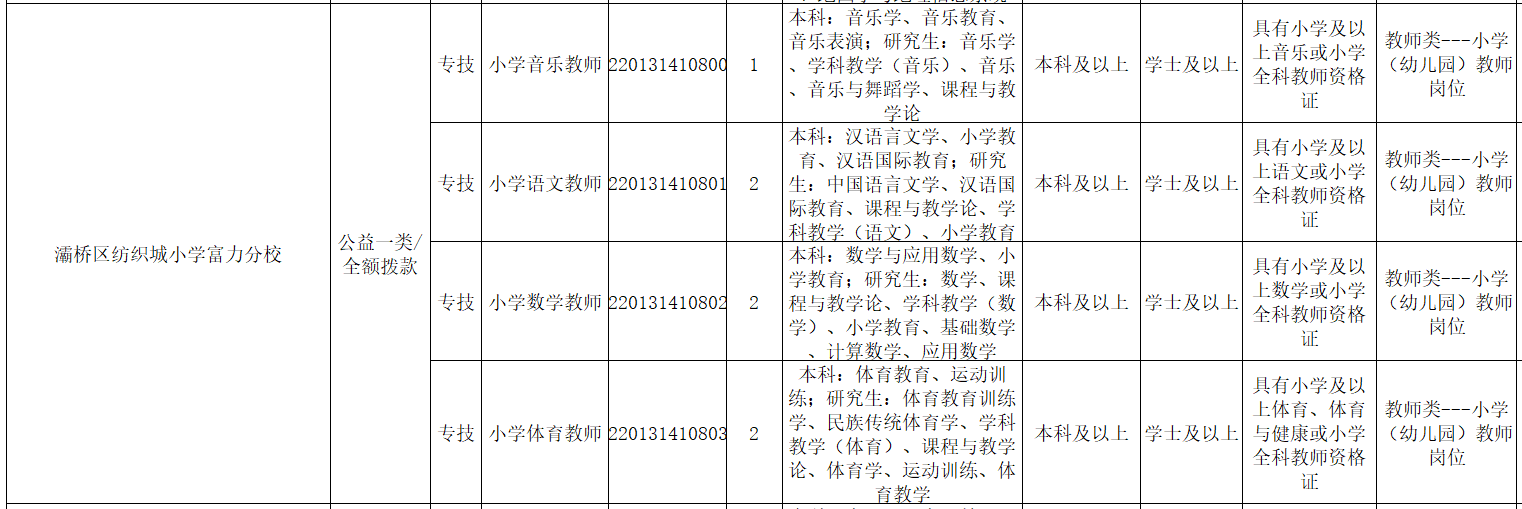 灞桥区纺织城小学富力分校
公益一类/
全额拨款
专技
小学音乐教师
220131410800
1
本科：音乐学、音乐教育、
音乐表演；研究生：音乐学
、学科教学（音乐）、音乐
、音乐与舞蹈学、课程与教
学论
本科及以上
学士及以上
具有小学及以
上音乐或小学
全科教师资格
证
教师类---小学
（幼儿园）教师
岗位
专技
小学语文教师
220131410801
2
本科：汉语言文学、小学教
育、汉语国际教育；研究
生：中国语言文学、汉语国
际教育、课程与教学论、学
科教学（语文）、小学教育
本科及以上
学士及以上
具有小学及以
上语文或小学
全科教师资格
证
教师类---小学
（幼儿园）教师
岗位
专技
小学数学教师
220131410802
2
本科：数学与应用数学、小
学教育；研究生：数学、课
程与教学论、学科教学（数
学）、小学教育、基础数学
、计算数学、应用数学
本科及以上
学士及以上
具有小学及以
上数学或小学
全科教师资格
证
教师类---小学
（幼儿园）教师
岗位
专技
小学体育教师
220131410803
2
本科：体育教育、运动训
练；研究生：体育教育训练
学、民族传统体育学、学科
教学（体育）、课程与教学
论、体育学、运动训练、体
育教学
本科及以上
学士及以上
具有小学及以
上体育、体育
与健康或小学
全科教师资格
证
教师类---小学
（幼儿园）教师
岗位